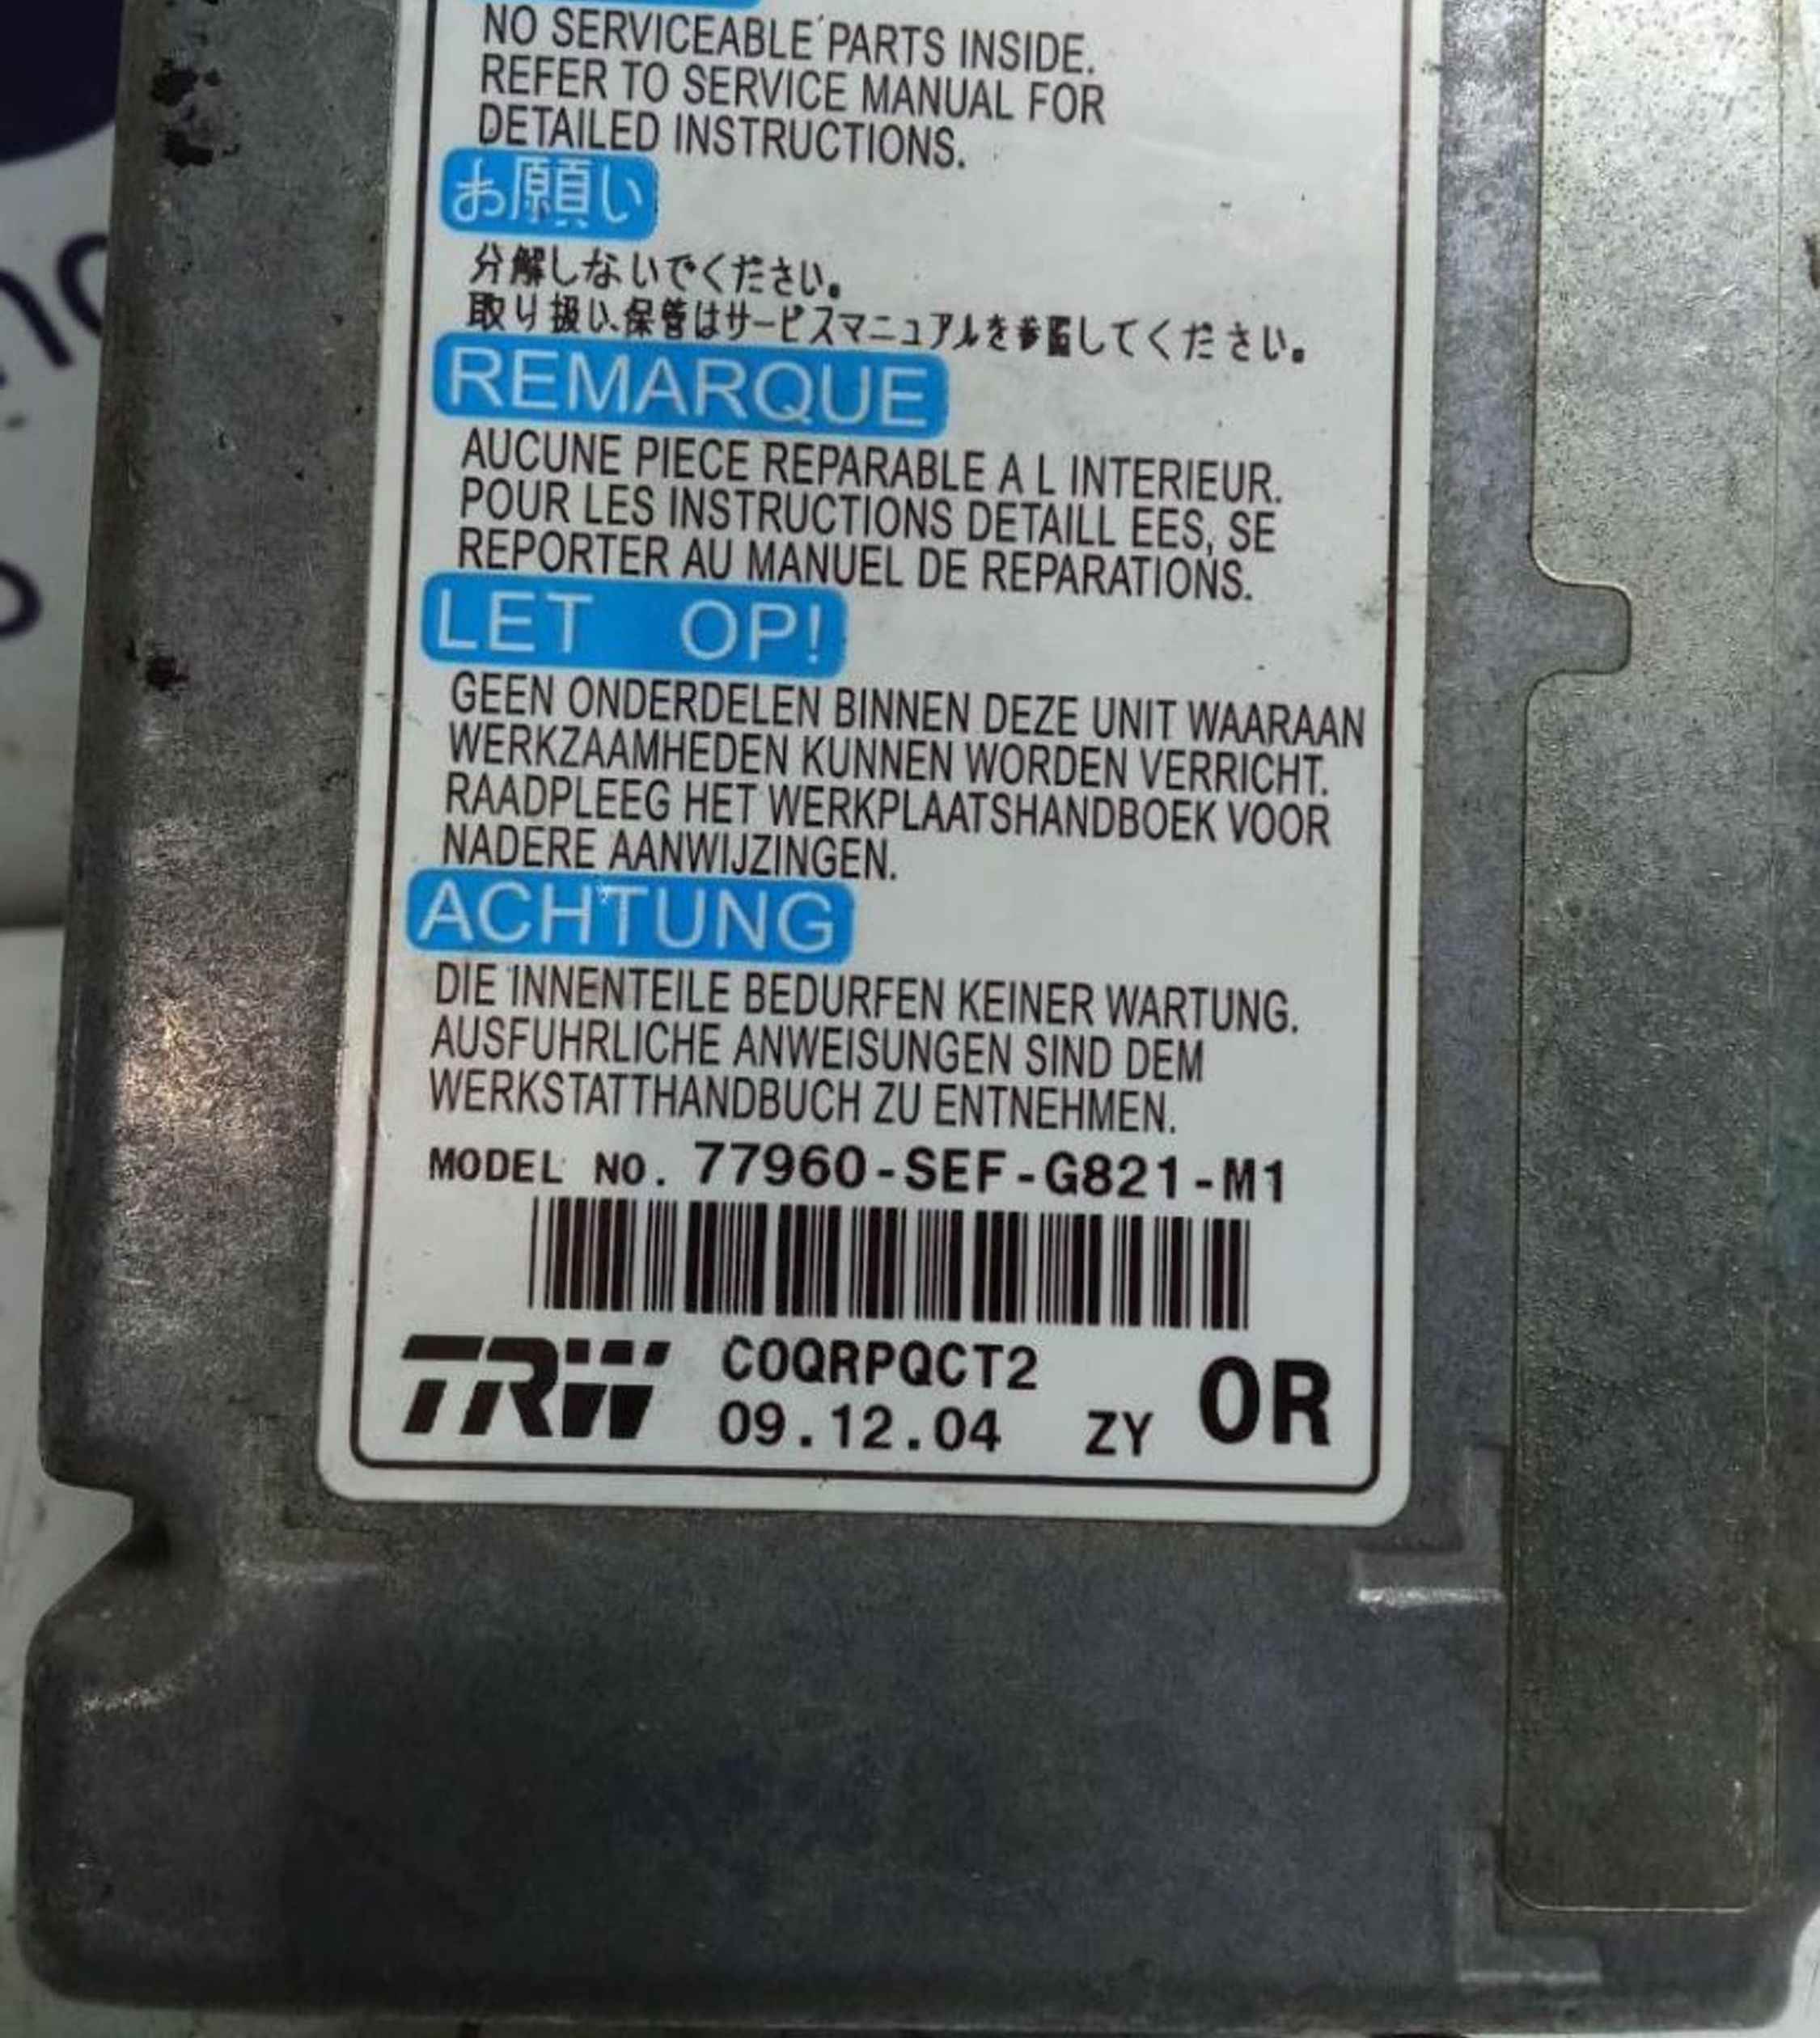 NO SERVICEABLE PARTS INSIDE.
REFER TO SERVICE MANUAL FOR
DETAILED INSTRUCTIONS.
お願い
分解しないでください。
取り扱い、保管はサービスマニュアルを参照してください。
REMARQUE
AUCUNE PIECE REPARABLE A L INTERIEUR.
POUR LES INSTRUCTIONS DETAILL EES, SE
REPORTER AU MANUEL DE REPARATIONS.
LET OP!
GEEN ONDERDELEN BINNEN DEZE UNIT WAARAAN
WERKZAAMHEDEN KUNNEN WORDEN VERRICHT.
RAADPLEEG HET WERKPLAATSHANDBOEK VOOR
NADERE AANWIJZINGEN.
ACHTUNG
DIE INNENTEILE BEDURFEN KEINER WARTUNG.
AUSFUHRLICHE ANWEISUNGEN SIND DEM
WERKSTATTHANDBUCH ZU ENTNEHMEN.
MODEL NO. 77960-SEF-G821-M1
TRW C0QRPQCT2
09.12.04 ZY 0R